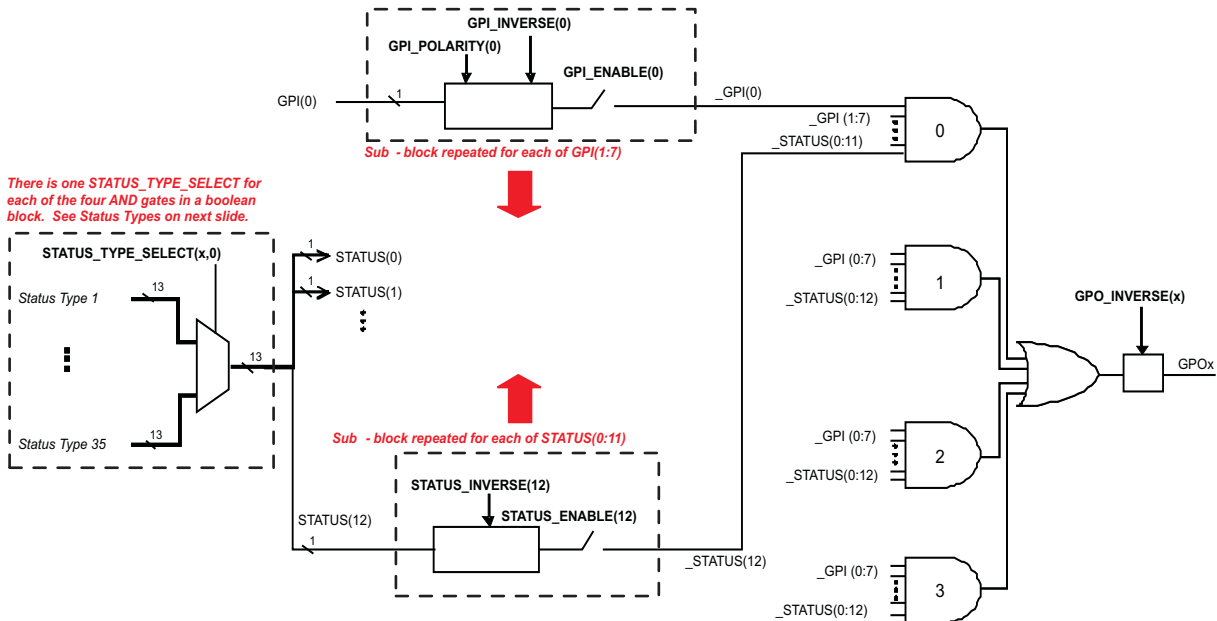 GPI_INVERSE(0)
GPI_POLARITY(0)
GPI_ENABLE(0)
GPI(0)
1
_GPI(0)
_GPI (1:7)
_STATUS(0:11)
0
Sub - block repeated for each of GPI(1:7)
There is one STATUS_TYPE_SELECT for
each of the four AND gates in a boolean
block. See Status Types on next slide.
STATUS_TYPE_SELECT(x,0)
Status Type 1
13
1
STATUS(0)
1
STATUS(1)
13
Status Type 35
13
_GPI (0:7)
_STATUS(0:12)
1
GPO_INVERSE(x)
GPOx
Sub - block repeated for each of STATUS(0:11)
STATUS_INVERSE(12)
STATUS_ENABLE(12)
STATUS(12)
1
_STATUS(12)
_GPI (0:7)
_STATUS(0:12)
2
_GPI (0:7)
_STATUS(0:12)
3